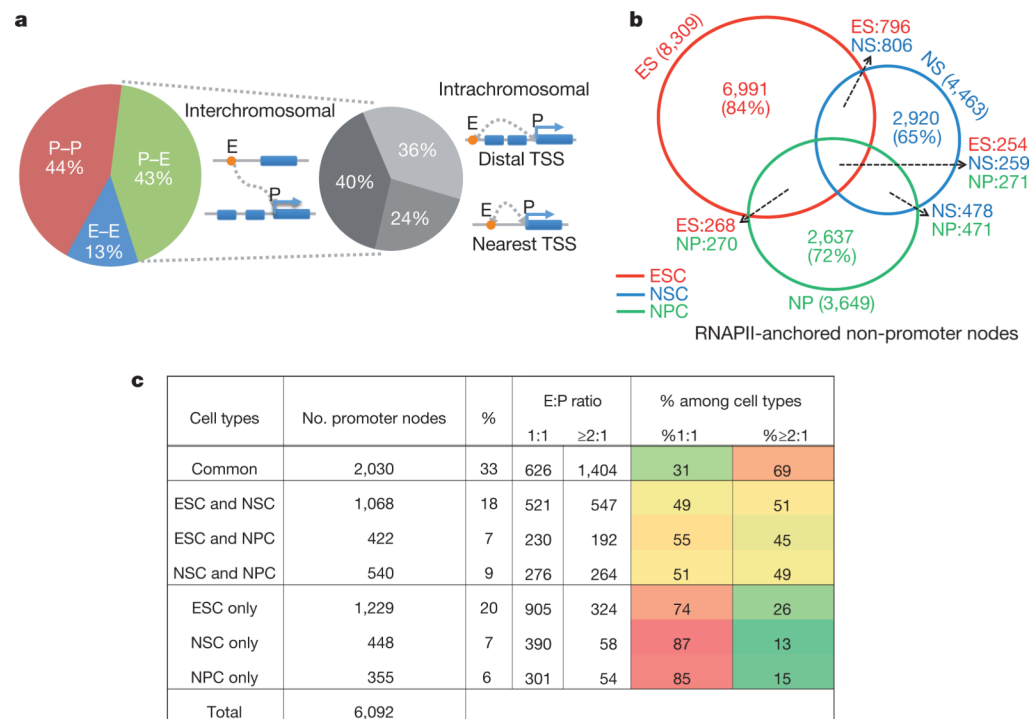 a
Interchromosomal
Intrachromosomal
P–P
44%
P–E
43%
E–E
13%
E
P
40%
36%
24%
E
P
Distal TSS
E
P
Nearest TSS
b
ES (8,309)
NS (4,463)
ES:796
NS:806
6,991
(84%)
2,920
(65%)
ES:254
NS:259
NP:271
ES:268
NP:270
NS:478
NP:471
2,637
(72%)
NP (3,649)
ESC
NSC
NPC
RNAPII-anchored non-promoter nodes
c
Cell types No. promoter nodes % E:P ratio % among cell types
1:1 ≥2:1 %1:1 %≥2:1
Common 2,030 33 626 1,404 31 69
ESC and NSC 1,068 18 521 547 49 51
ESC and NPC 422 7 230 192 55 45
NSC and NPC 540 9 276 264 51 49
ESC only 1,229 20 905 324 74 26
NSC only 448 7 390 58 87 13
NPC only 355 6 301 54 85 15
Total 6,092